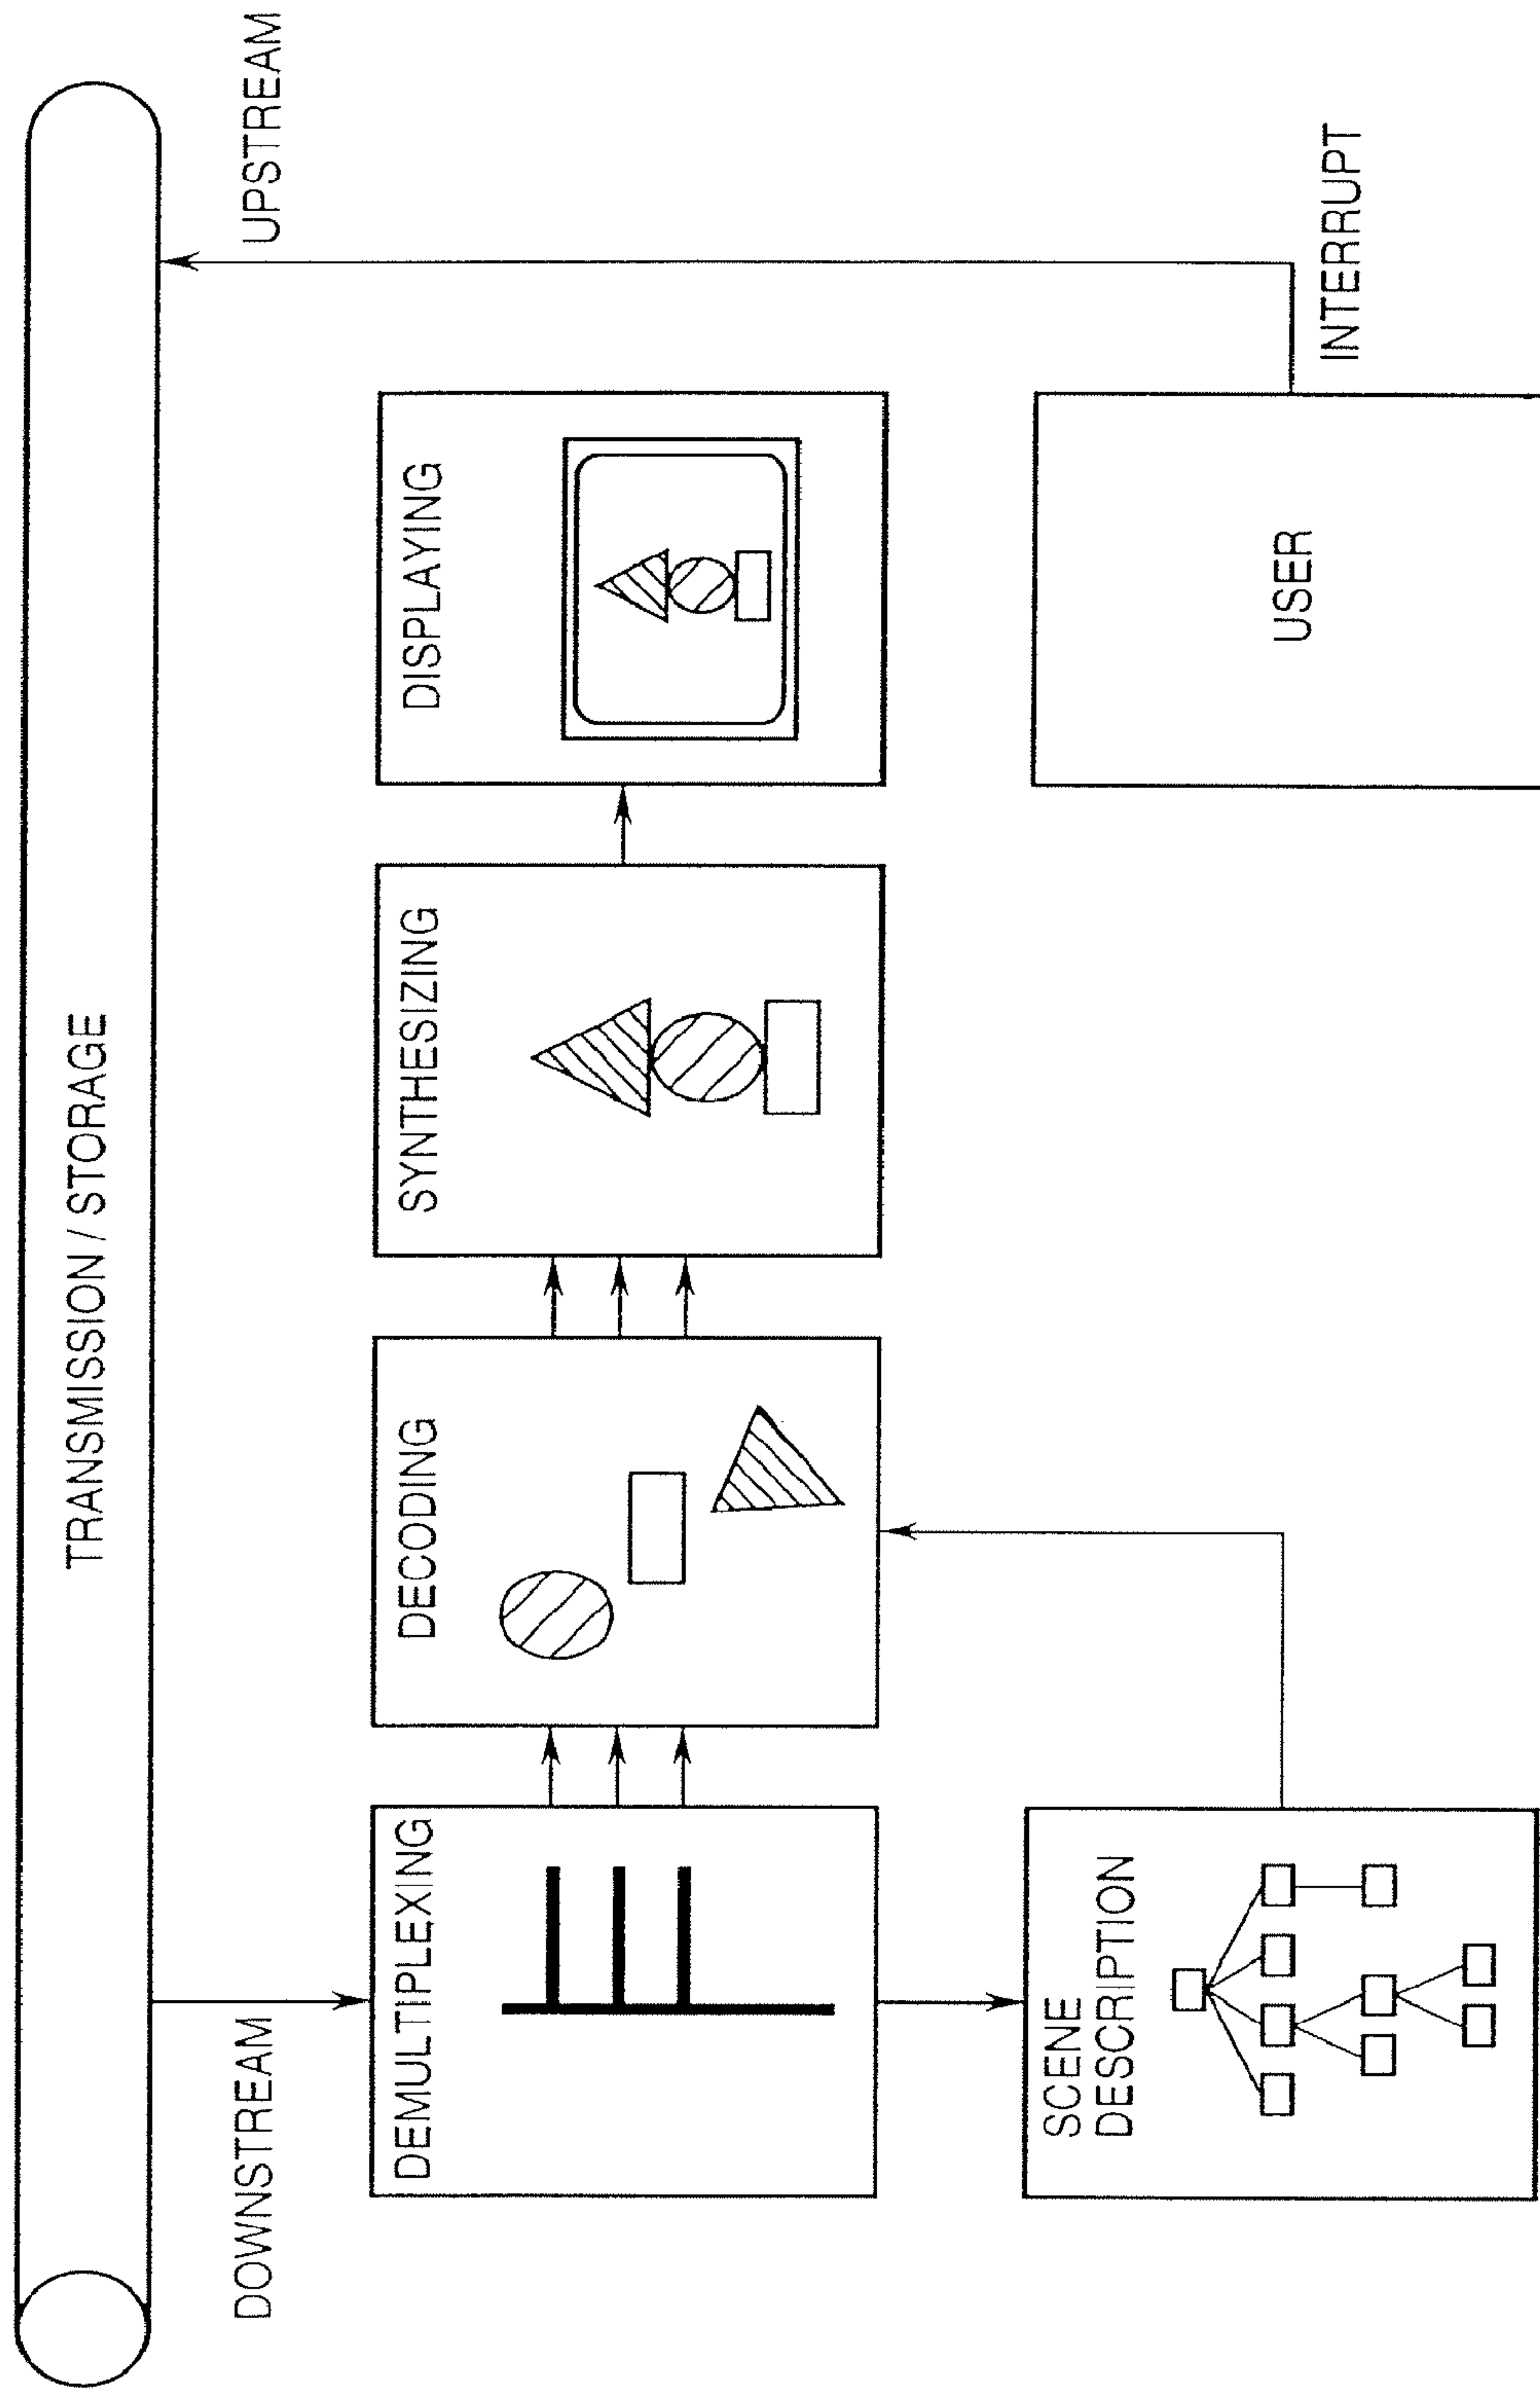 TRANSMISSION / STORAGE
DOWNSTREAM
UPSTREAM
DEMULTIPLEXING
DECODING
SYNTHESIZING
DISPLAYING
SCENE
DESCRIPTION
USER
INTERRUPT